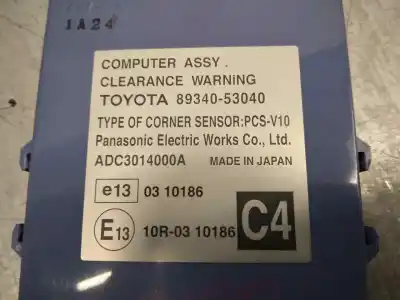 1A24
COMPUTER ASSY .
CLEARANCE WARNING
TOYOTA 89340-53040
TYPE OF CORNER SENSOR:PCS-V10
Panasonic Electric Works Co., Ltd.
ADC3014000A MADE IN JAPAN
e13 03 10186
E13 10R-03 10186 C4